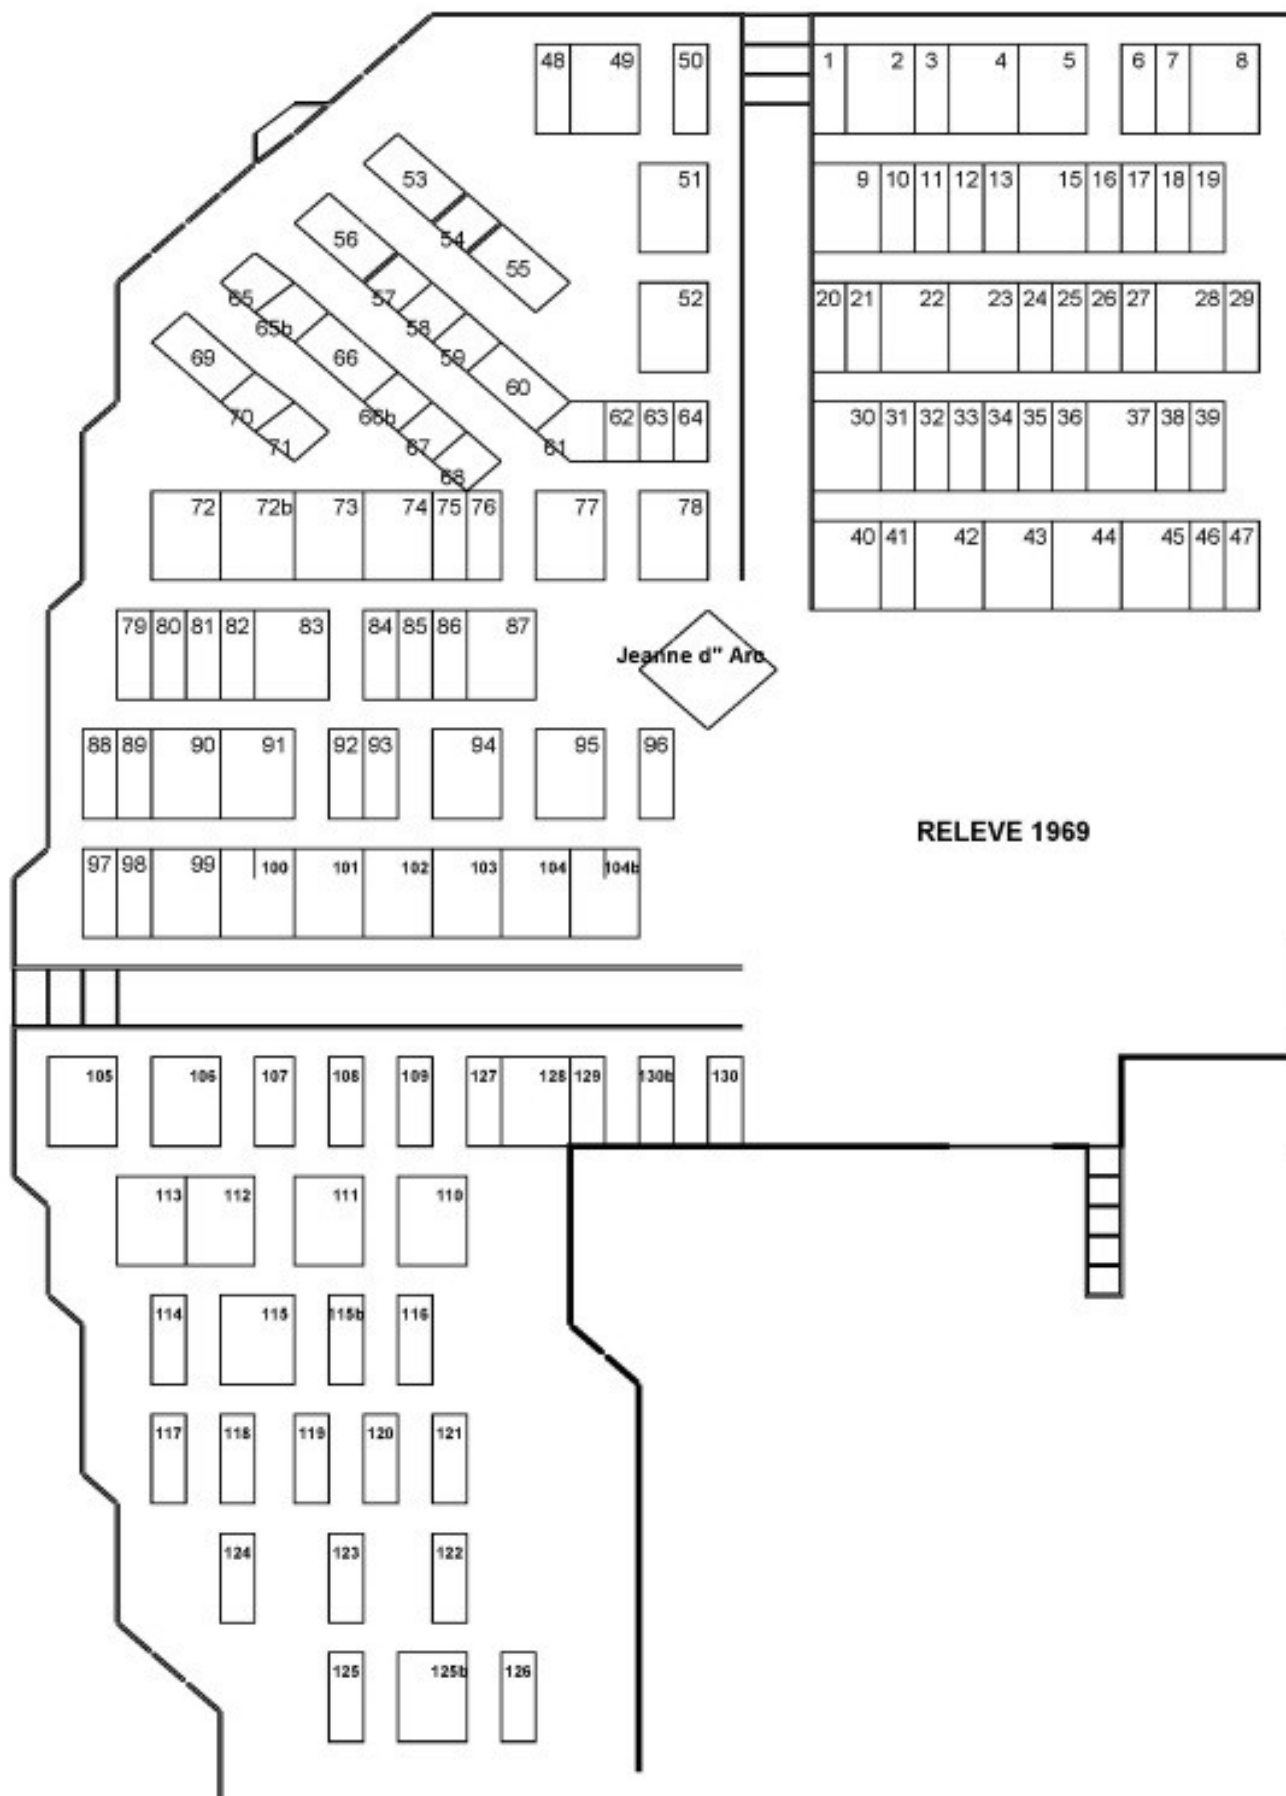 48 49 50 1 2 3 4 5 6 7 8
53 54 55 51 9 10 11 12 13 15 16 17 18 19
56 57 58 59 60 61 62 63 64
52 20 21 22 23 24 25 26 27 28 29
65 65b 66 66b 67 68
69 70 71
30 31 32 33 34 35 36 37 38 39
72 72b 73 74 75 76 77 78 40 41 42 43 44 45 46 47
79 80 81 82 83 84 85 86 87
Jeanne d" Arc
88 89 90 91 92 93 94 95 96
RELEVE 1969
97 98 99 100 101 102 103 104 104b
105 106 107 108 109 127 128 129 130b 130
113 112 111 110
114 115 115b 116
117 118 119 120 121
124 123 122
125 125b 126